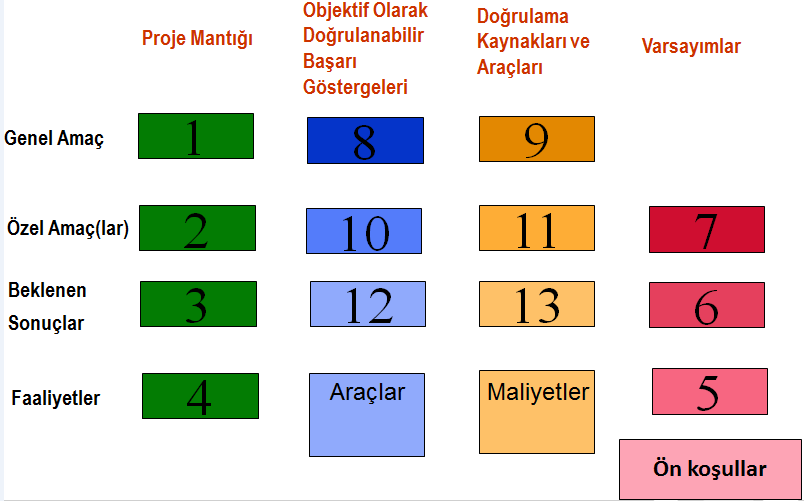 Proje Mantığı
Objektif Olarak
Doğrulanabilir
Başarı
Göstergeleri
Doğrulama
Kaynakları ve
Araçları
Varsayımlar
Genel Amaç
1
8
9
Özel Amaç(lar)
2
10
11
7
Beklenen
Sonuçlar
3
12
13
6
Faaliyetler
4
Araçlar
Maliyetler
5
Ön koşullar